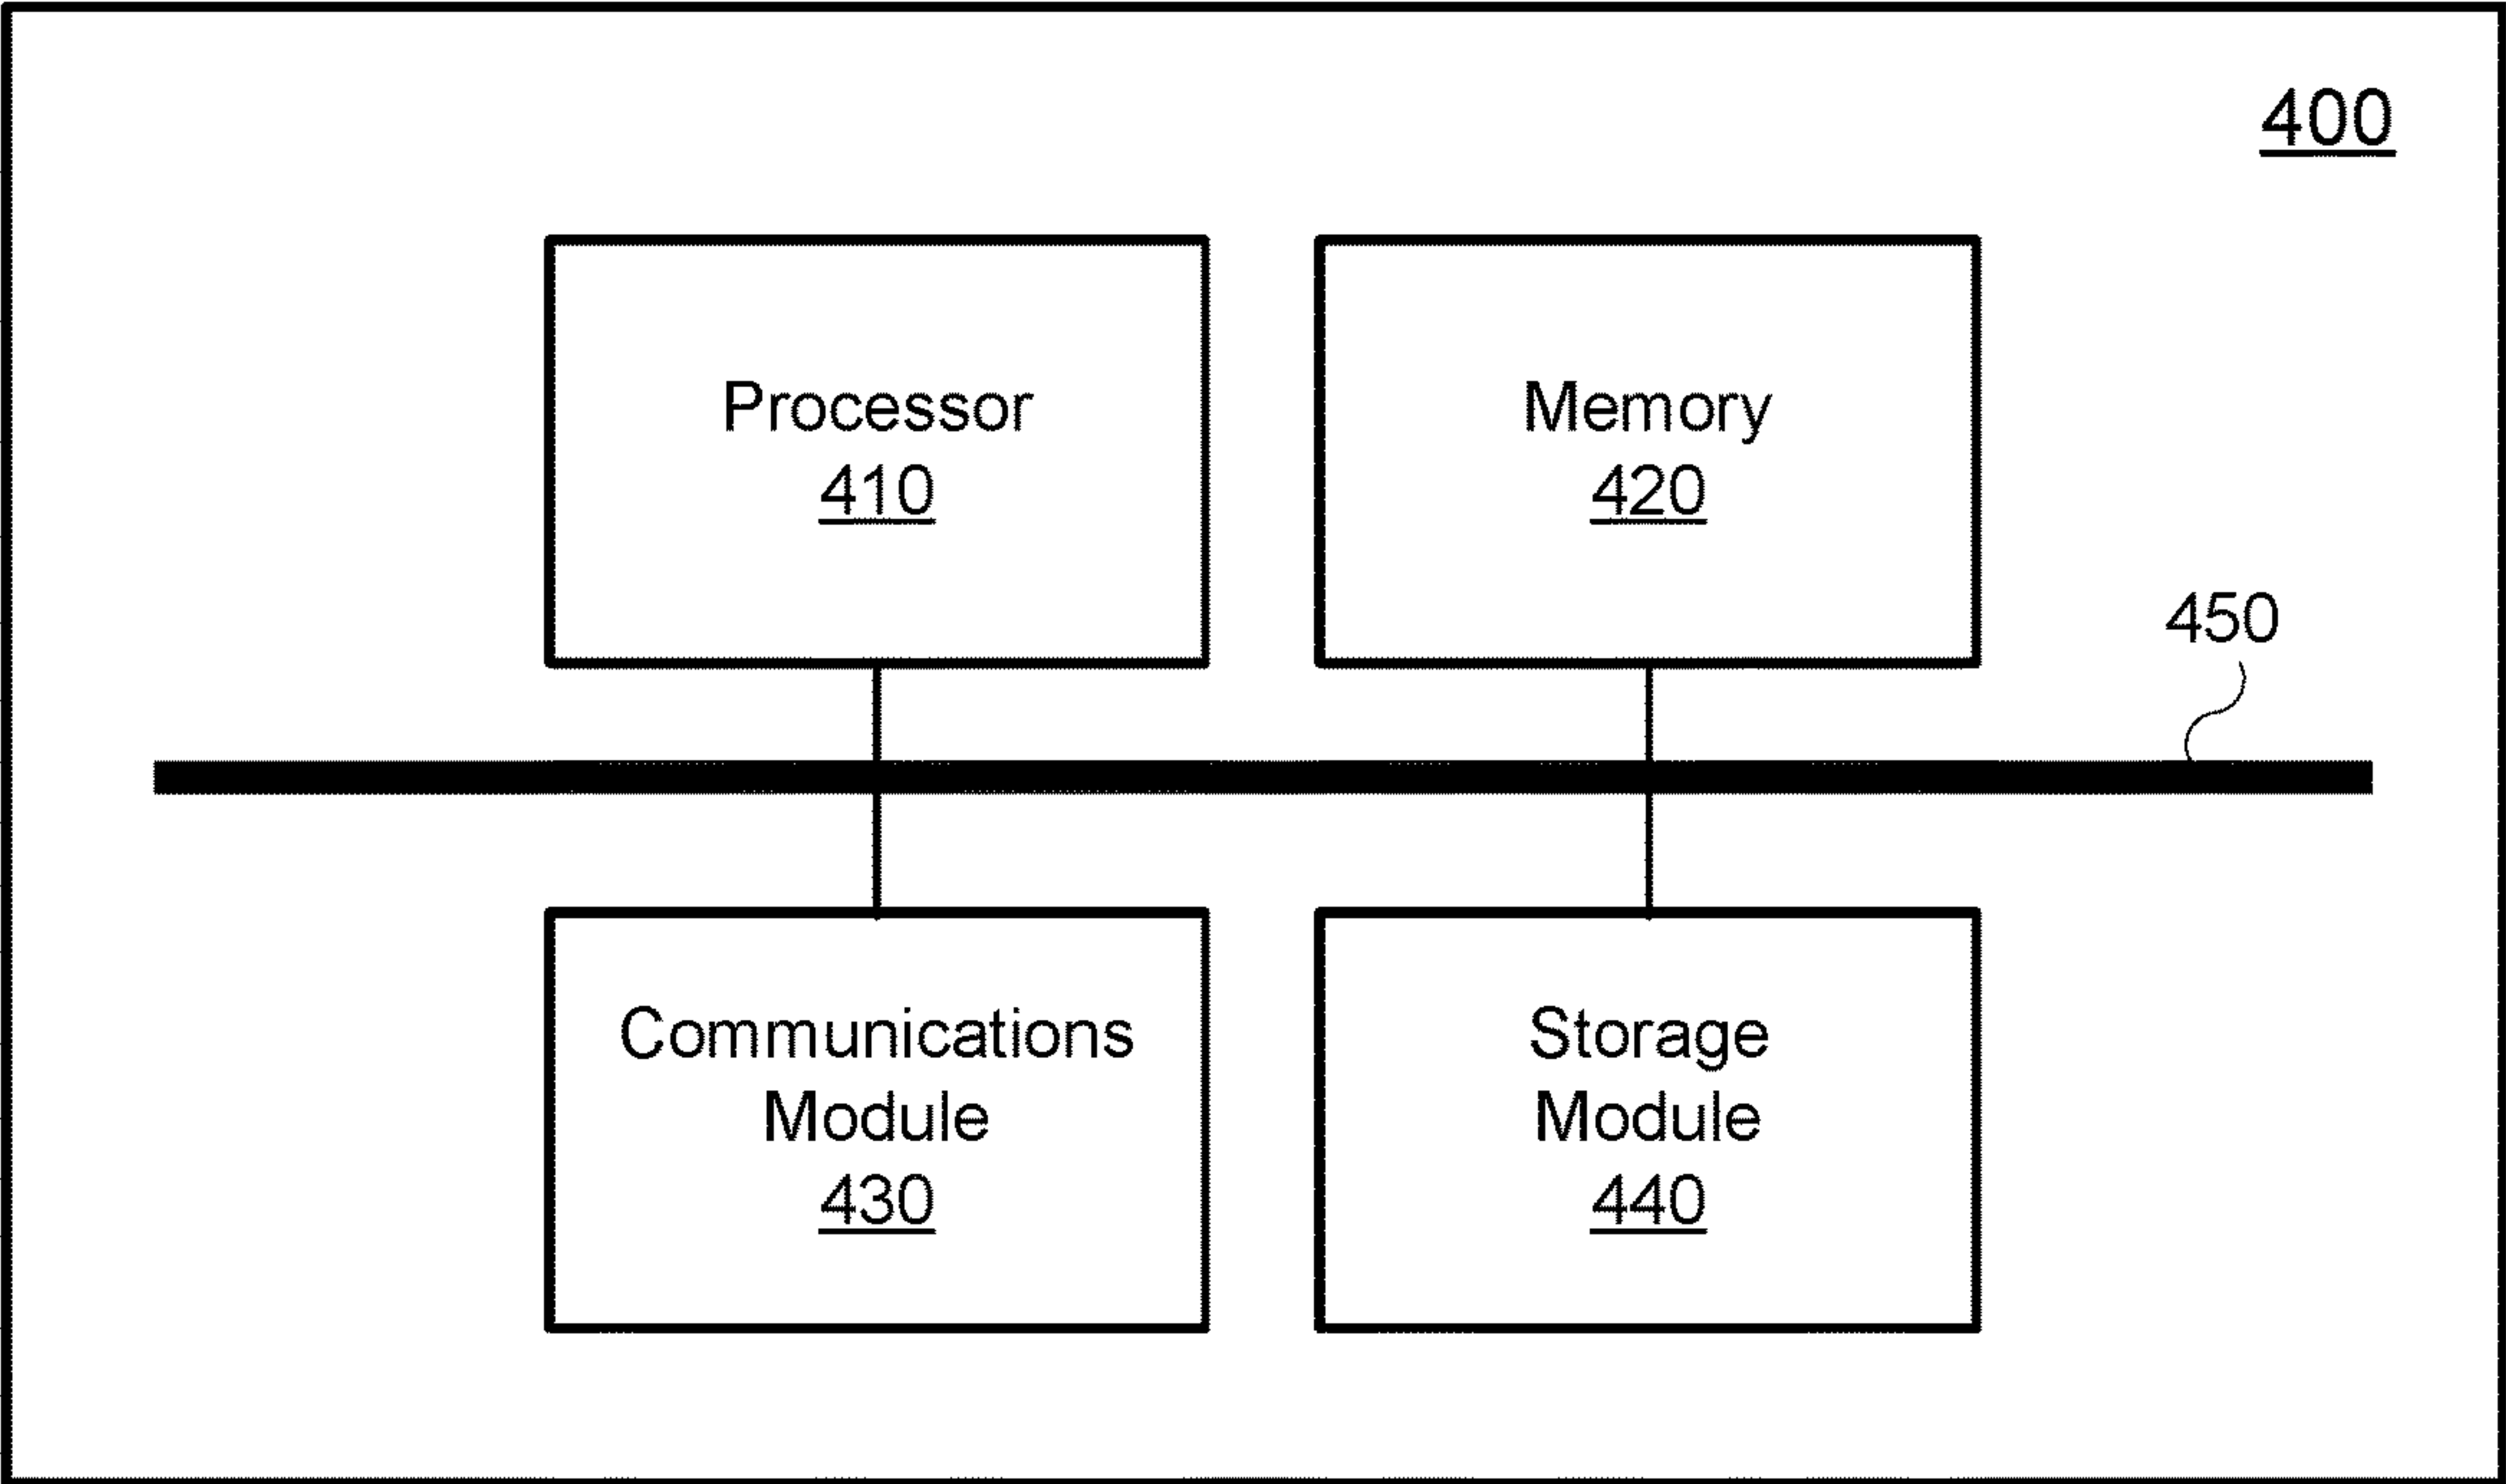 400
Processor
410
Memory
420
450
Communications
Module
430
Storage
Module
440